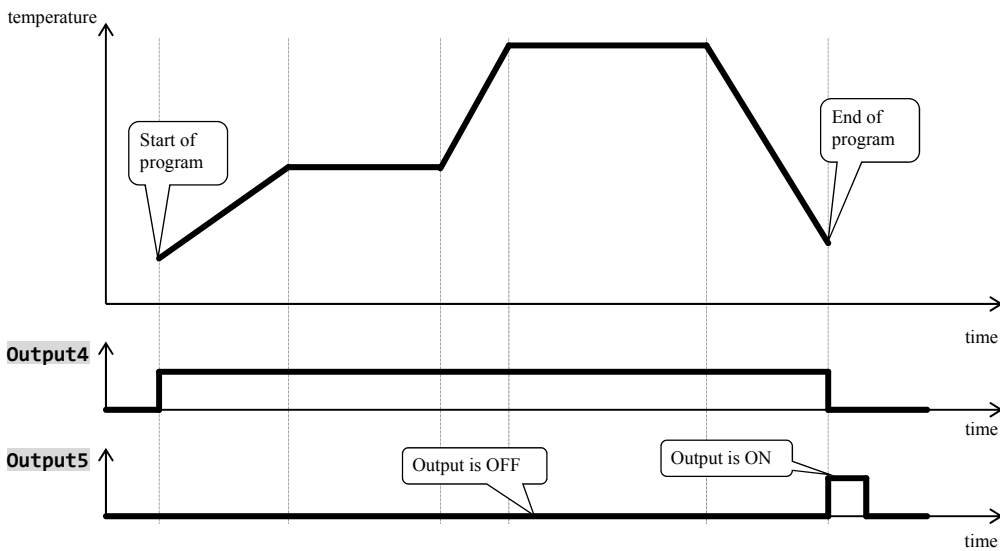 temperature
Start of
program
End of
program
time
Output4
time
Output5
Output is OFF
Output is ON
time